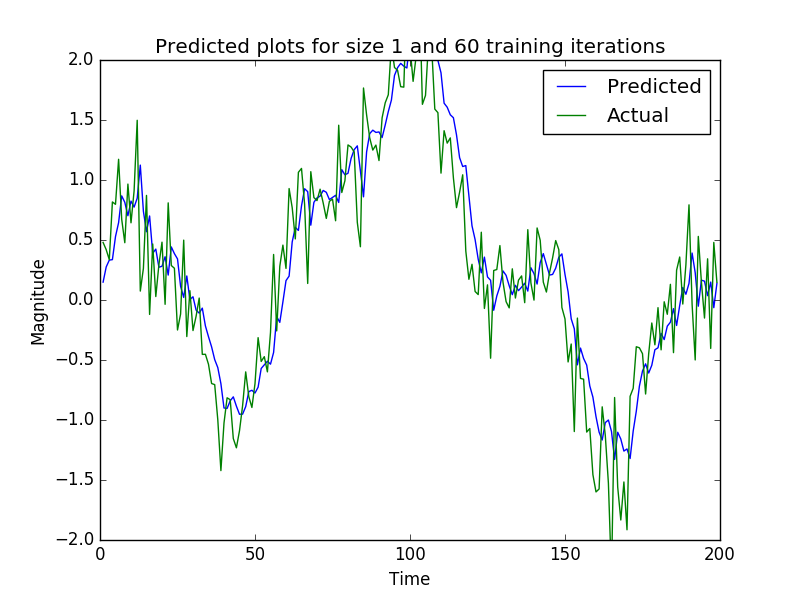 Predicted plots for size 1 and 60 training iterations
Predicted
Actual
2.0
1.5
1.0
0.5
0.0
−0.5
−1.0
−1.5
−2.0
Magnitude
0 50 100 150 200
Time